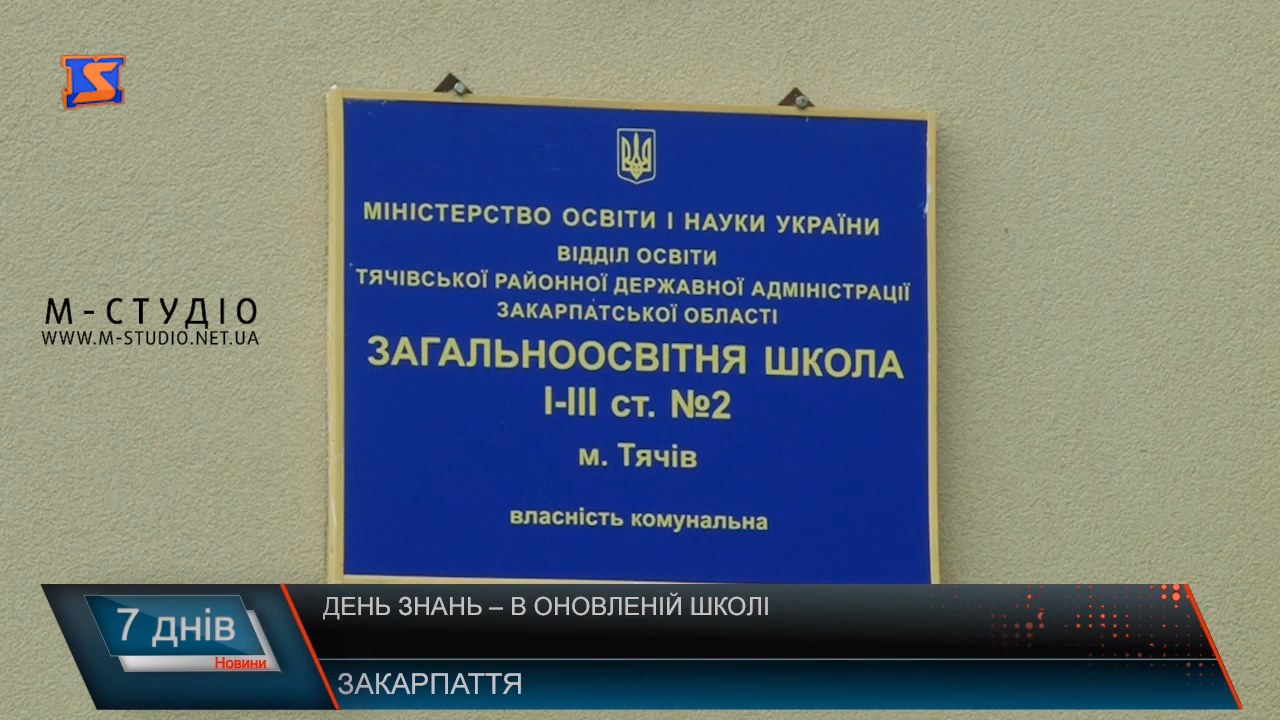 МІНІСТЕРСТВО ОСВІТИ І НАУКИ УКРАЇНИ
ВІДДІЛ ОСВІТИ
ТЯЧІВСЬКОЇ РАЙОННОЇ ДЕРЖАВНОЇ АДМІНІСТРАЦІЇ
ЗАКАРПАТСЬКОЇ ОБЛАСТІ
ЗАГАЛЬНООСВІТНЯ ШКОЛА
І-ІІІ ст. №2
м. Тячів
власність комунальна
М-СТУДІО
WWW.M-STUDIO.NET.UA
7 днів
Новини
ДЕНЬ ЗНАНЬ – В ОНОВЛЕНІЙ ШКОЛІ
ЗАКАРПАТТЯ